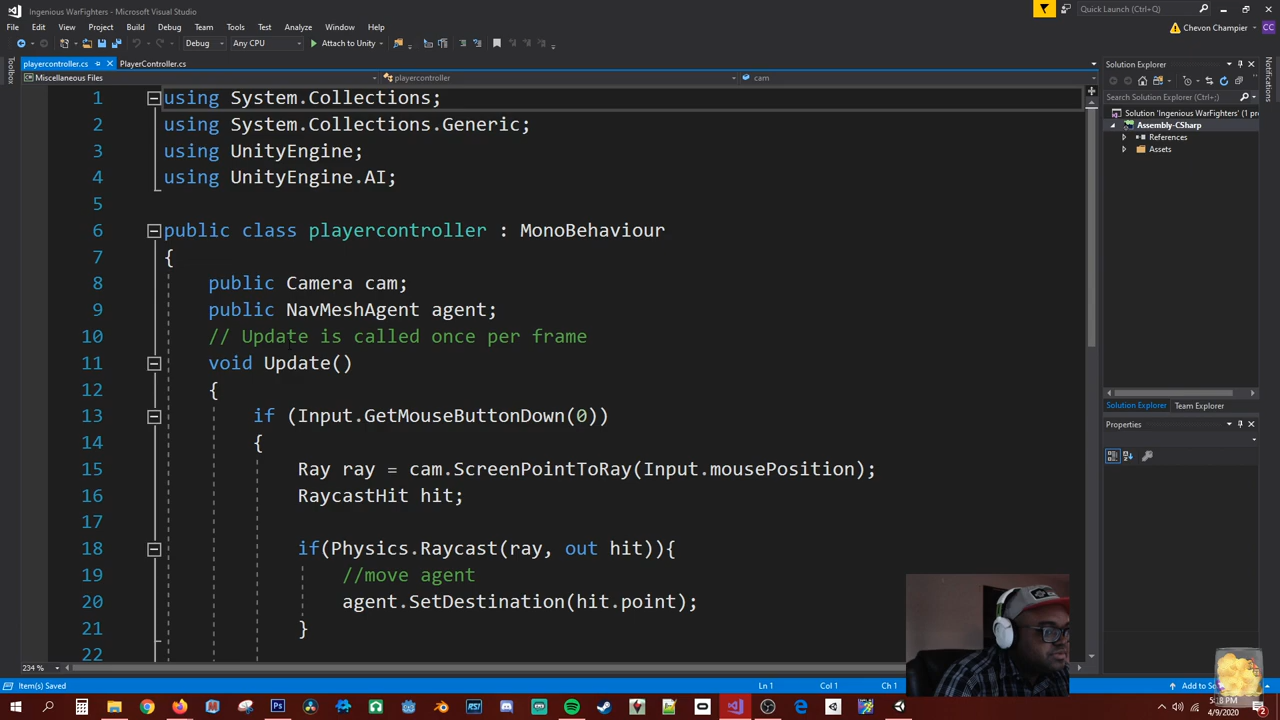 Ingenious WarFighters - Microsoft Visual Studio
Quick Launch (Ctrl+Q)
File Edit View Project Build Debug Team Tools Test Analyze Window Help
Chevon Champier CC
Debug Any CPU Attach to Unity
playercontroller.cs PlayerController.cs
Miscellaneous Files playercontroller cam
Toolbox
Notifications
Solution Explorer
Search Solution Explorer (Ctrl+;)
Solution 'Ingenious WarFighters' (1 pr
Assembly-CSharp
References
Assets
Solution Explorer Team Explorer
Properties
1 using System.Collections;
2 using System.Collections.Generic;
3 using UnityEngine;
4 using UnityEngine.AI;
5
6 public class playercontroller : MonoBehaviour
7 {
8 public Camera cam;
9 public NavMeshAgent agent;
10 // Update is called once per frame
11 void Update()
12 {
13 if (Input.GetMouseButtonDown(0))
14 {
15 Ray ray = cam.ScreenPointToRay(Input.mousePosition);
16 RaycastHit hit;
17
18 if(Physics.Raycast(ray, out hit)){
19 //move agent
20 agent.SetDestination(hit.point);
21 }
22
234 %
Item(s) Saved Ln 1 Col 1 Ch 1 Add to
4/9/2020